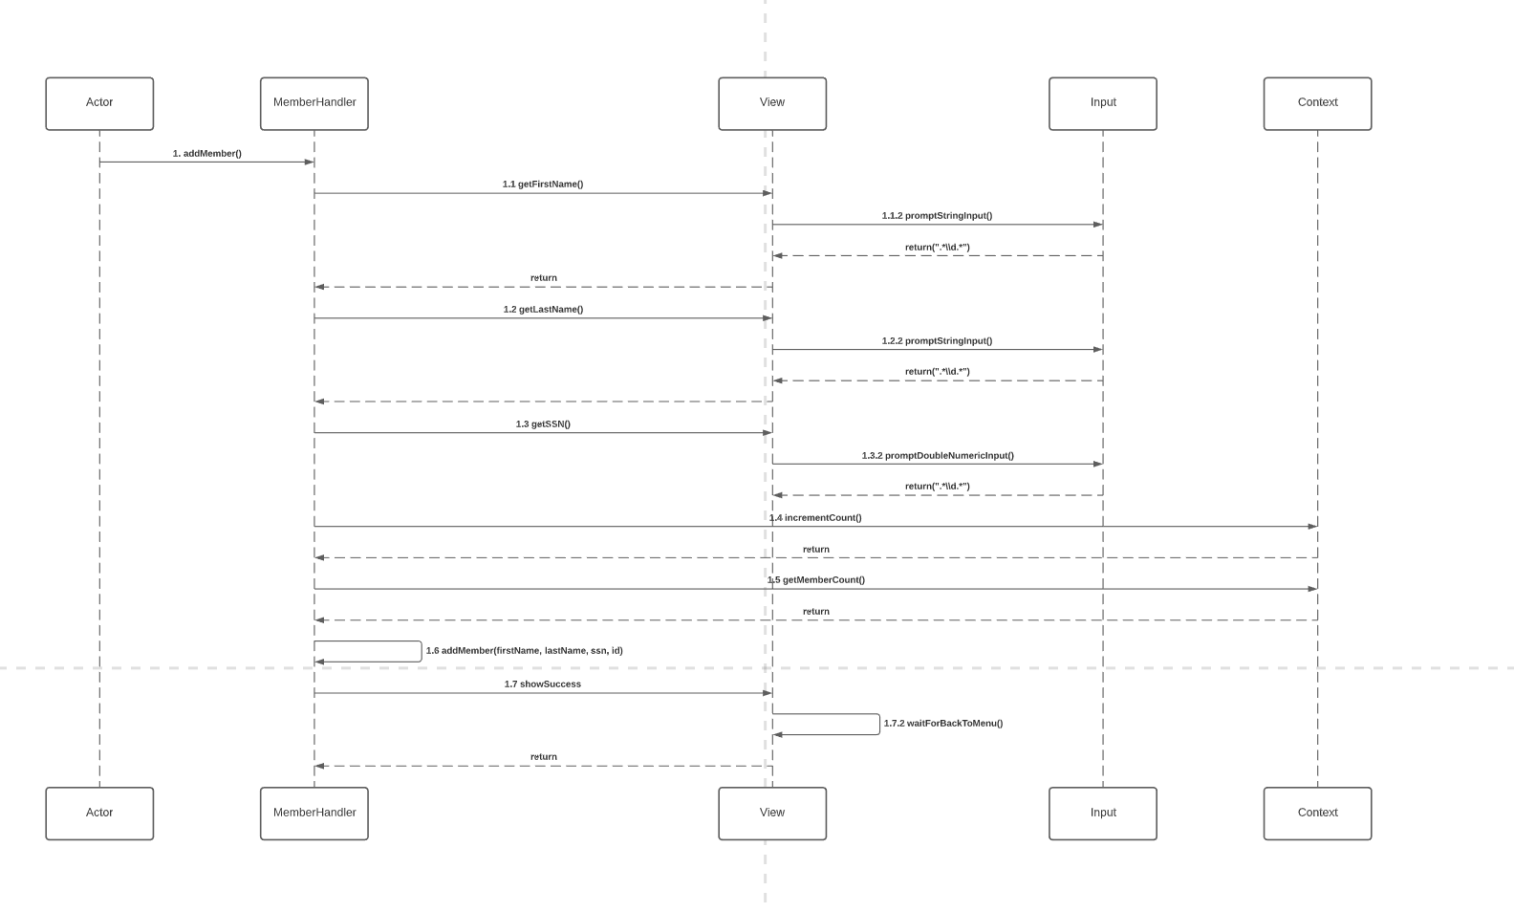 Actor
MemberHandler
View
Input
Context
1. addMember()
1.1 getFirstName()
1.1.2 promptStringInput()
return(".*\\d.*")
return
1.2 getLastName()
1.2.2 promptStringInput()
return(".*\\d.*")
1.3 getSSN()
1.3.2 promptDoubleNumericInput()
return(".*\\d.*")
1.4 incrementCount()
return
1.5 getMemberCount()
return
1.6 addMember(firstName, lastName, ssn, id)
1.7 showSuccess
1.7.2 waitForBackToMenu()
return
Actor
MemberHandler
View
Input
Context